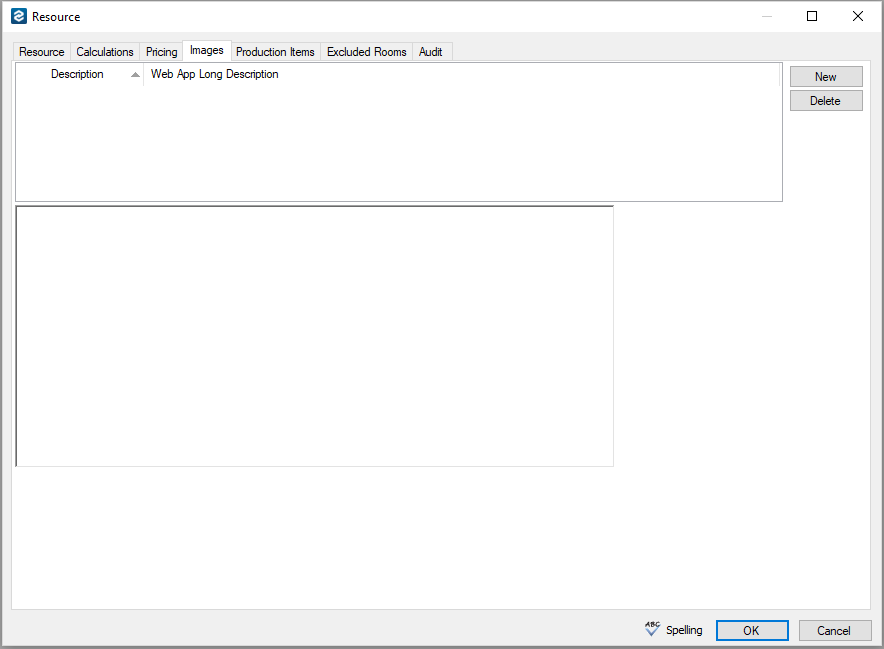 Resource
Resource Calculations Pricing Images Production Items Excluded Rooms Audit
Description Web App Long Description
New
Delete
ABC Spelling OK Cancel